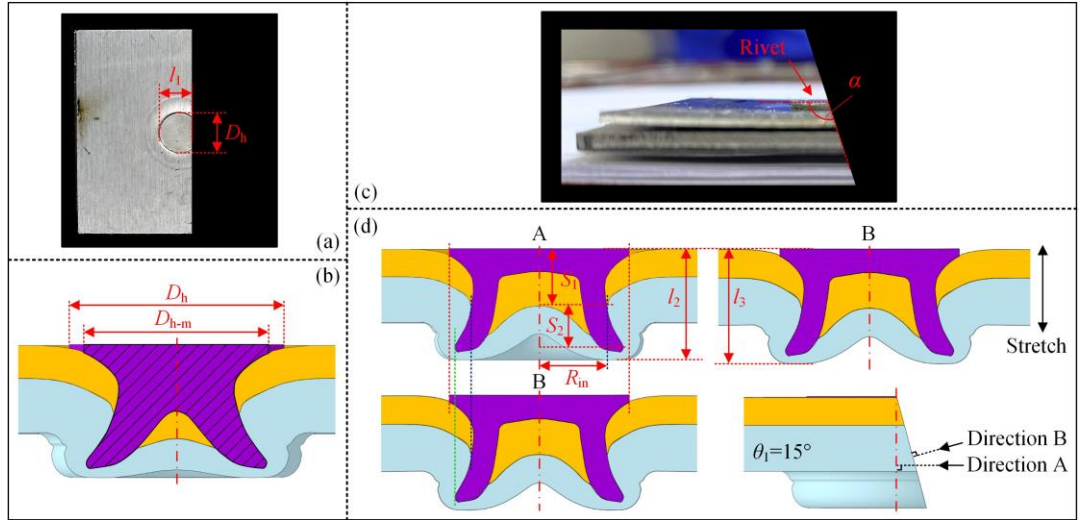 l₁
Dₕ
(a)
Rivet
α
(c)
(b)
Dₕ
Dₕ₋ₘ
(d)
A
S₁
S₂
l₂
Rᵢₙ
B
l₃
Stretch
B
θ₁=15°
Direction B
Direction A